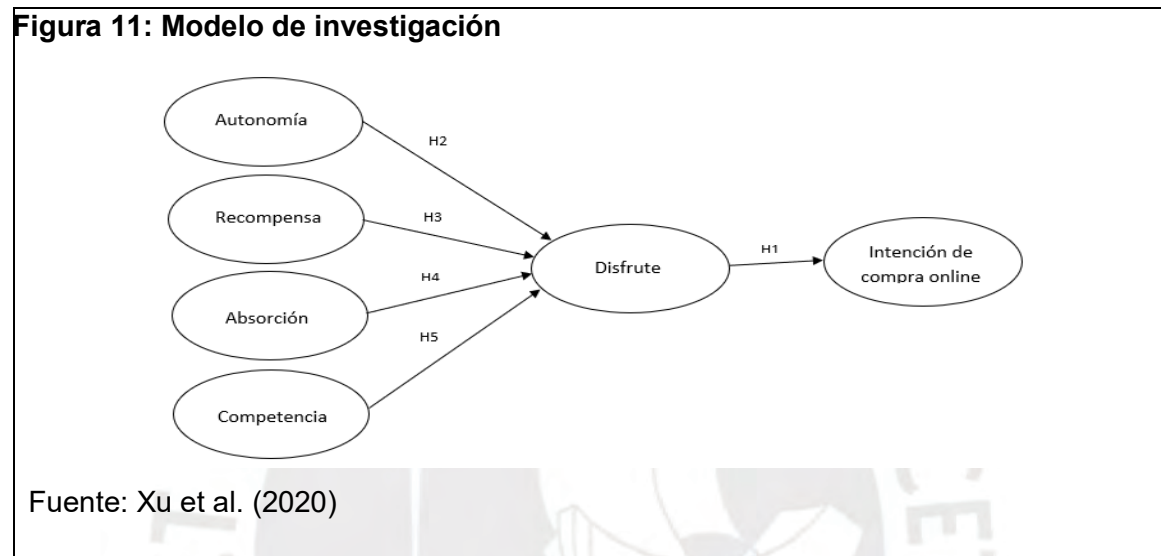 Figura 11: Modelo de investigación
Autonomía
H2
Recompensa
H3
Absorción
H4
Competencia
H5
Disfrute
H1
Intención de
compra online
Fuente: Xu et al. (2020)